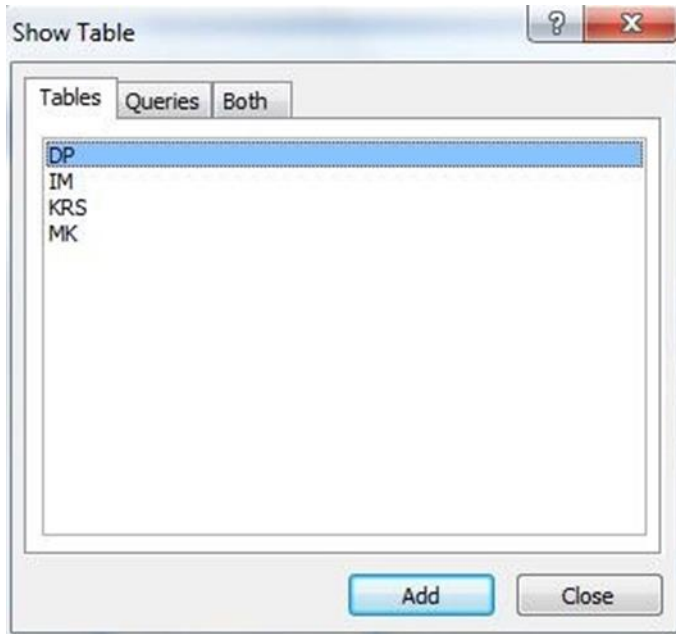 Show Table
?
Tables Queries Both
DP
IM
KRS
MK
Add Close